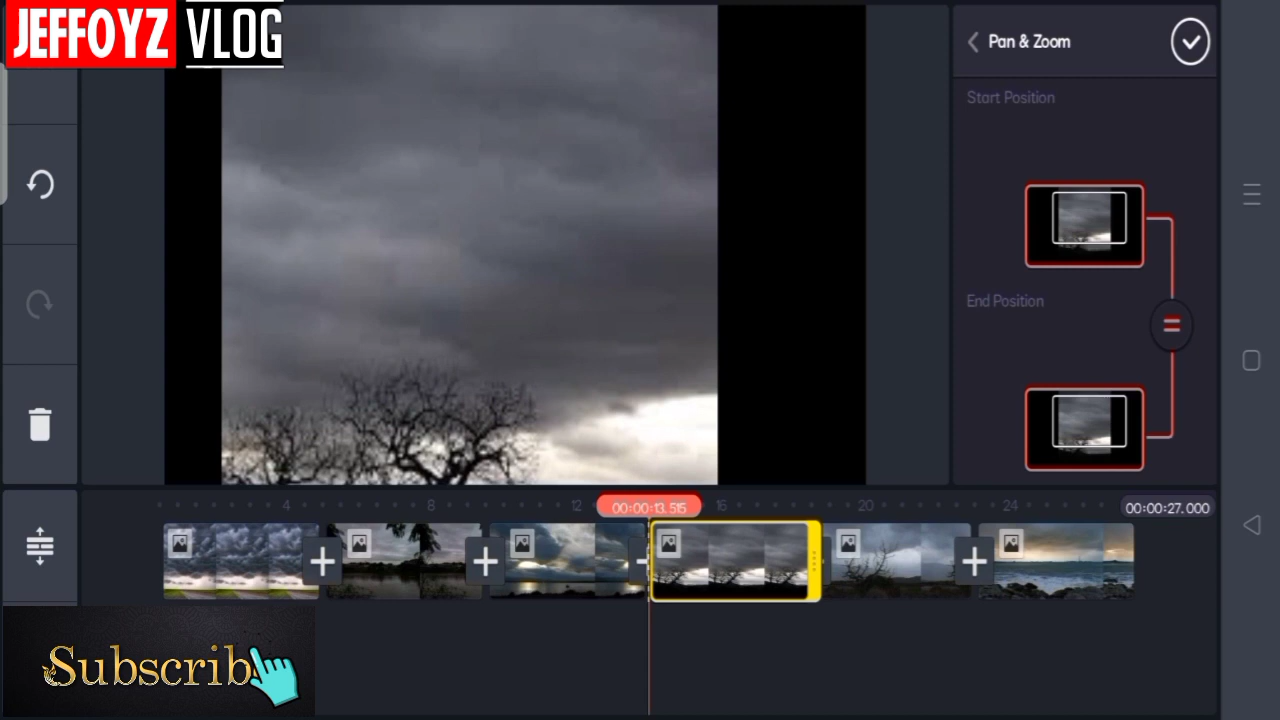 JEFFOYZ VLOG
Pan & Zoom
Start Position
End Position
4 8 12 00:00:13.515 16 20 24 00:00:27.000
Subscrib